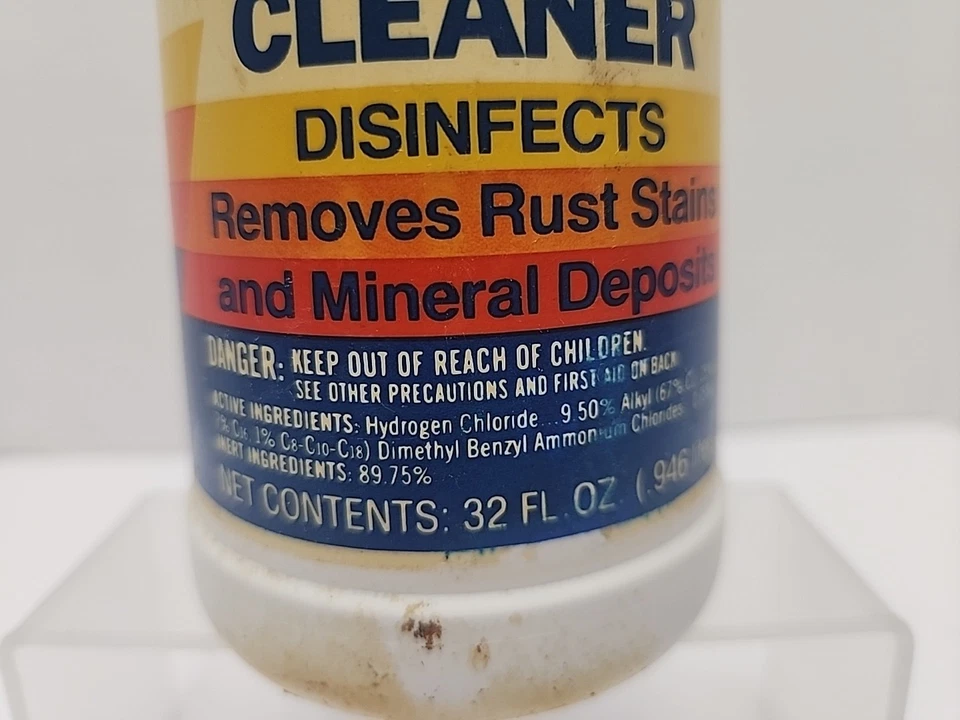 CLEANER
DISINFECTS
Removes Rust Stains
and Mineral Deposits
DANGER: KEEP OUT OF REACH OF CHILDREN.
SEE OTHER PRECAUTIONS AND FIRST AID ON BACK
ACTIVE INGREDIENTS: Hydrogen Chloride...9.50% Alkyl (67%
1% C8-C10-C18) Dimethyl Benzyl Ammonium Chlorides
INERT INGREDIENTS: 89.75%
NET CONTENTS: 32 FL. OZ. (.946